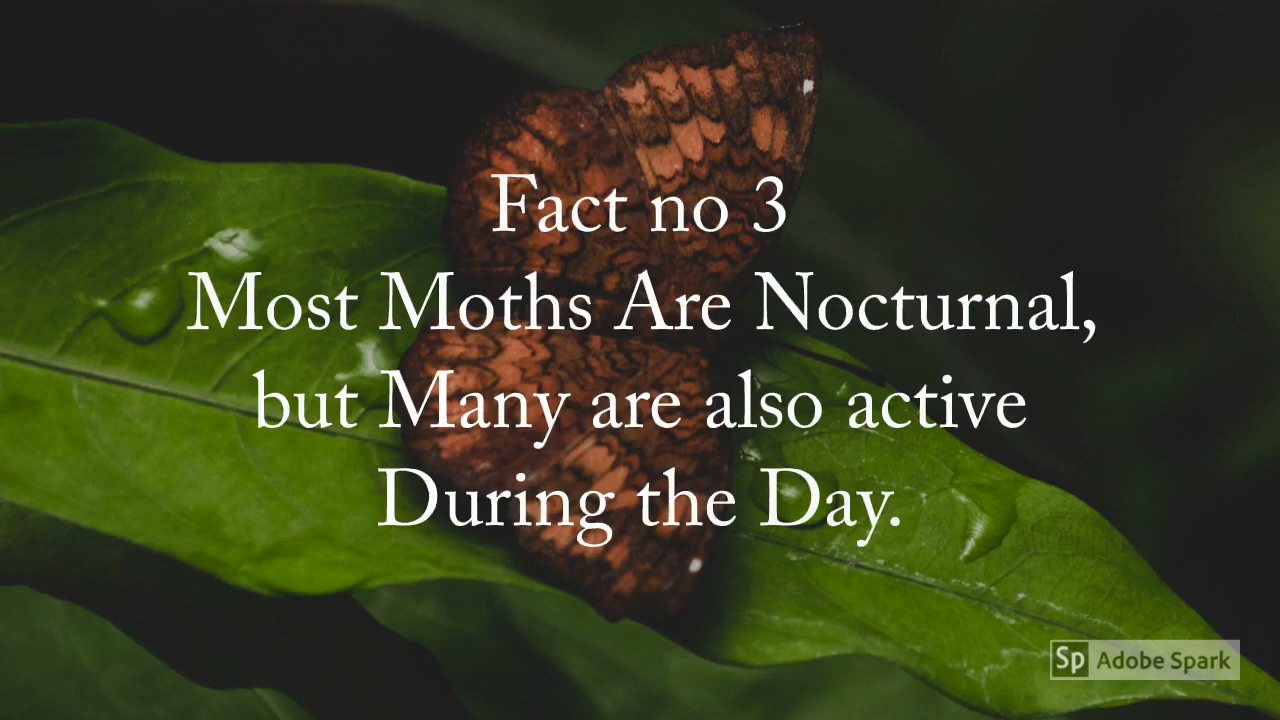 Fact no 3
Most Moths Are Nocturnal,
but Many are also active
During the Day.
Sp Adobe Spark